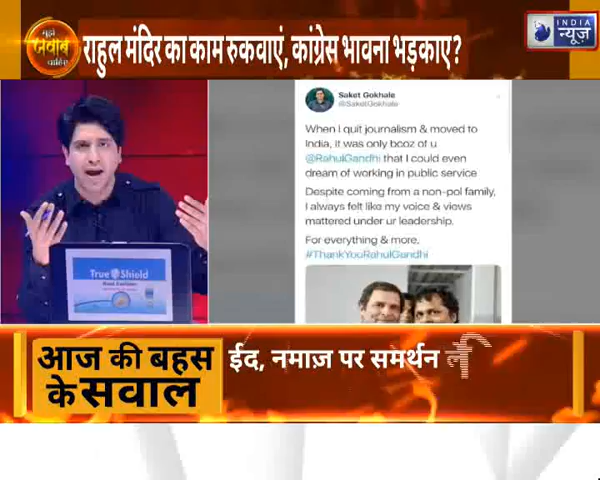 मुझे जवाब चाहिए
राहुल मंदिर का काम रुकवाएं, कांग्रेस भावना भड़काए?
INDIA
न्यूज़
Saket Gokhale
@SaketGokhale
When I quit journalism & moved to
India, it was only bcoz of u
@RahulGandhi that I could even
dream of working in public service
Despite coming from a non-pol family,
I always felt like my voice & views
mattered under ur leadership.
For everything & more,
#ThankYouRahulGandhi
True Shield
Hand Sanitizer
आज की बहस
के सवाल
ईद, नमाज़ पर समर्थन